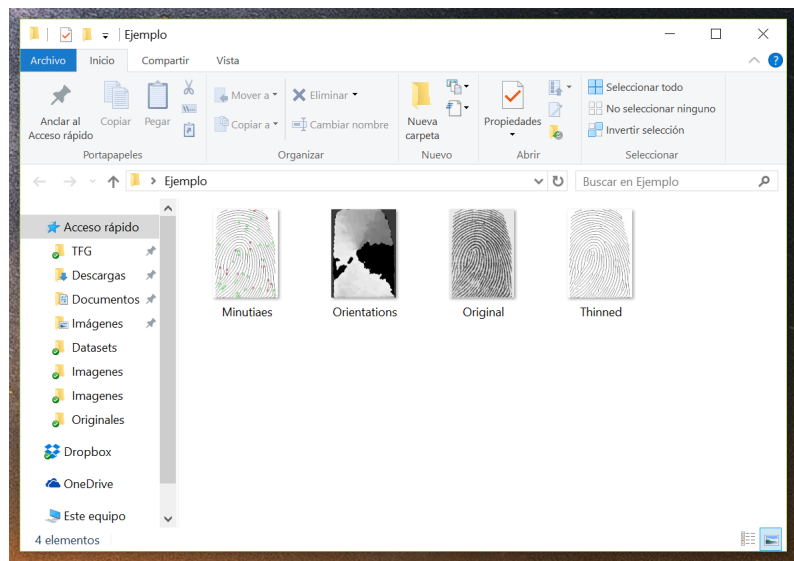 Ejemplo
Archivo Inicio Compartir Vista
Anclar al Acceso rápido
Copiar
Pegar
Mover a
Copiar a
Eliminar
Cambiar nombre
Nueva carpeta
Propiedades
Seleccionar todo
No seleccionar ninguno
Invertir selección
Portapapeles Organizar Nuevo Abrir Seleccionar
Ejemplo
Buscar en Ejemplo
Acceso rápido
TFG
Descargas
Documentos
Imágenes
Datasets
Imagenes
Imagenes
Originales
Dropbox
OneDrive
Este equipo
Minutiaes Orientations Original Thinned
4 elementos